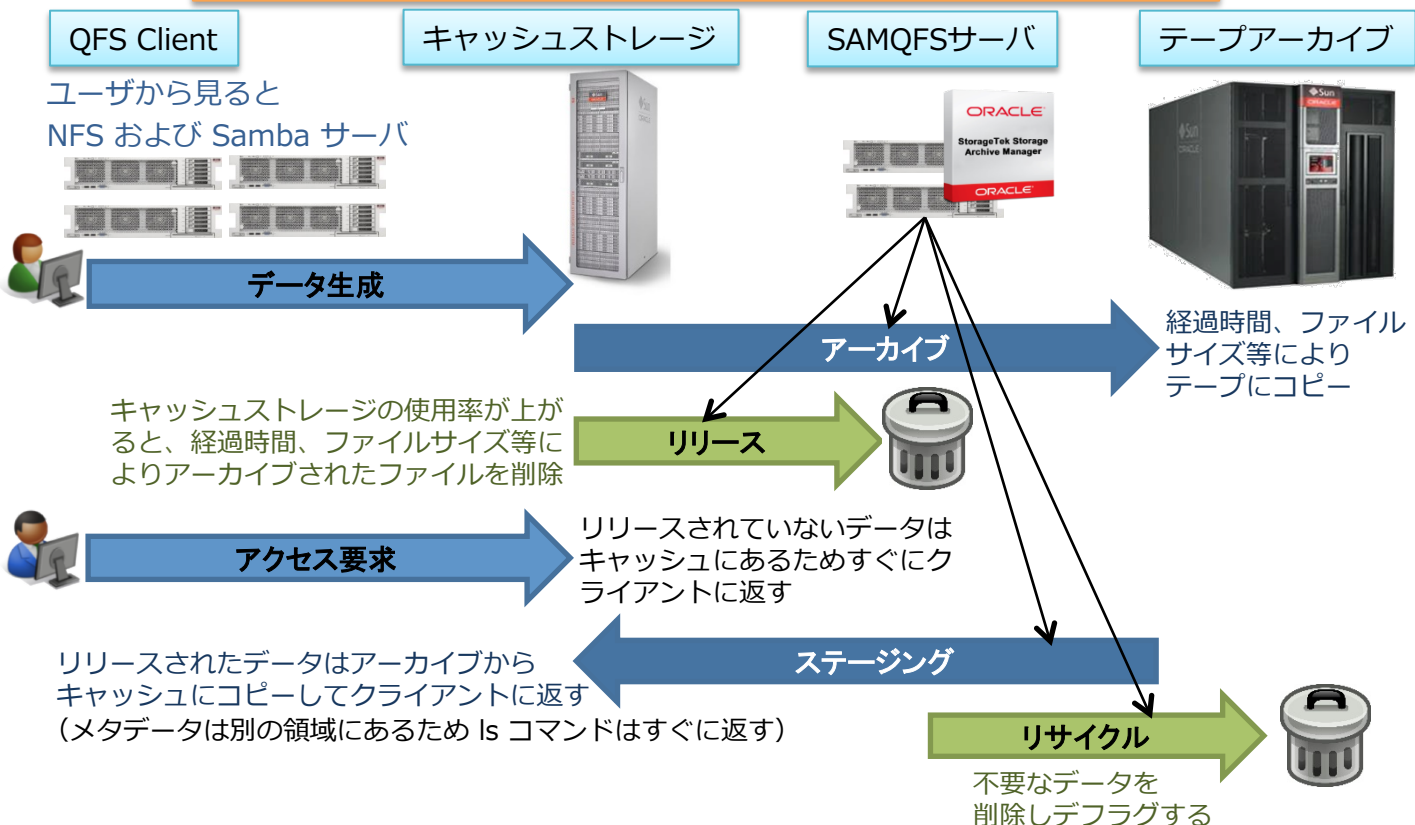 QFS Client
キャッシュストレージ
SAMQFSサーバ
テープアーカイブ
ユーザから見ると
NFS および Samba サーバ
ORACLE
StorageTek Storage
Archive Manager
ORACLE
Sun
ORACLE
Sun
ORACLE
データ生成
アーカイブ
経過時間、ファイル
サイズ等により
テープにコピー
キャッシュストレージの使用率が上が
ると、経過時間、ファイルサイズ等に
よりアーカイブされたファイルを削除
リリース
アクセス要求
リリースされていないデータは
キャッシュにあるためすぐにク
ライアントに返す
ステージング
リリースされたデータはアーカイブから
キャッシュにコピーしてクライアントに返す
（メタデータは別の領域にあるため ls コマンドはすぐに返す）
リサイクル
不要なデータを
削除しデフラグする